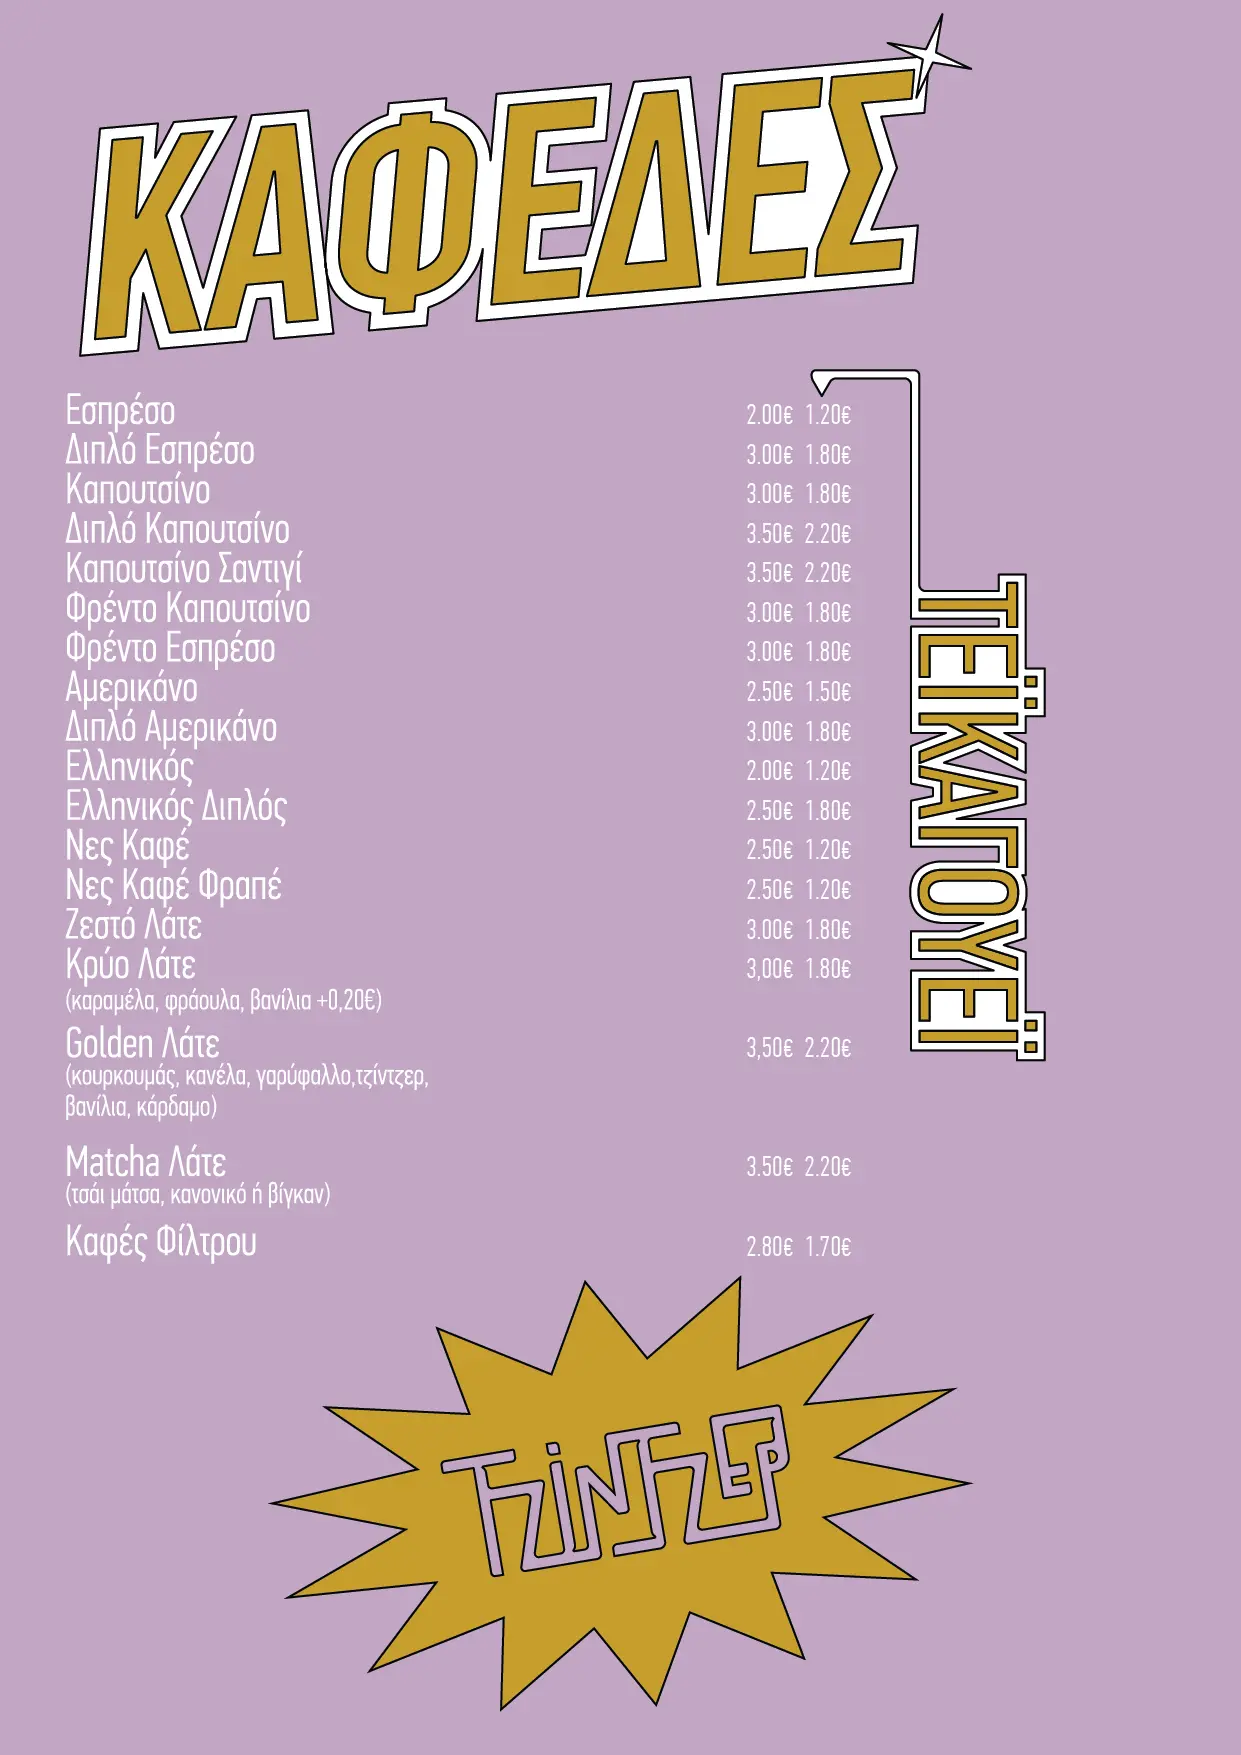 ΚΑΦΕΔΕΣ
Εσπρέσο 2.00€ 1.20€
Διπλό Εσπρέσο 3.00€ 1.80€
Καπουτσίνο 3.00€ 1.80€
Διπλό Καπουτσίνο 3.50€ 2.20€
Καπουτσίνο Σαντιγί 3.50€ 2.20€
Φρέντο Καπουτσίνο 3.00€ 1.80€
Φρέντο Εσπρέσο 3.00€ 1.80€
Αμερικάνο 2.50€ 1.50€
Διπλό Αμερικάνο 3.00€ 1.80€
Ελληνικός 2.00€ 1.20€
Ελληνικός Διπλός 2.50€ 1.80€
Νες Καφέ 2.50€ 1.20€
Νες Καφέ Φραπέ 2.50€ 1.20€
Ζεστό Λάτε 3.00€ 1.80€
Κρύο Λάτε 3,00€ 1.80€
(καραμέλα, φράουλα, βανίλια +0,20€)
Golden Λάτε 3,50€ 2.20€
(κουρκουμάς, κανέλα, γαρύφαλλο,τζίντζερ,
βανίλια, κάρδαμο)
Matcha Λάτε 3.50€ 2.20€
(τσάι μάτσα, κανονικό ή βίγκαν)
Καφές Φίλτρου 2.80€ 1.70€
ΤΕΪΚΑΓΟΥΕΪ
Τζίντζερ